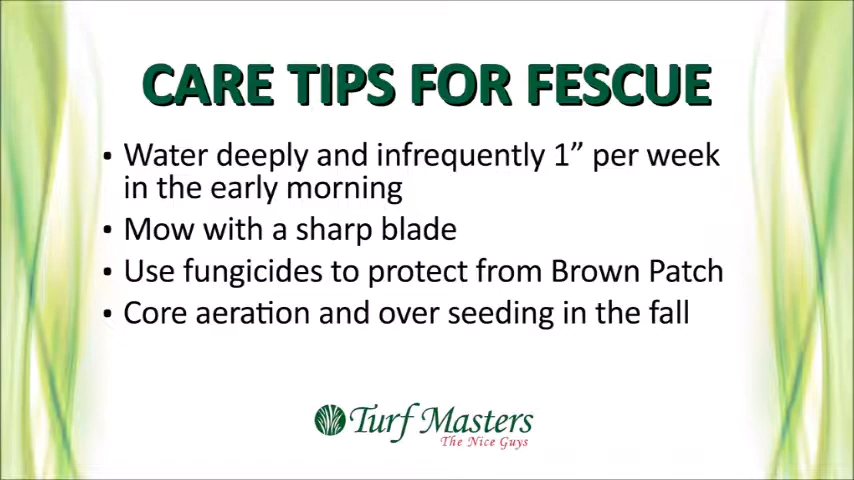 CARE TIPS FOR FESCUE
• Water deeply and infrequently 1” per week
in the early morning
• Mow with a sharp blade
• Use fungicides to protect from Brown Patch
• Core aeration and over seeding in the fall
Turf Masters
The Nice Guys